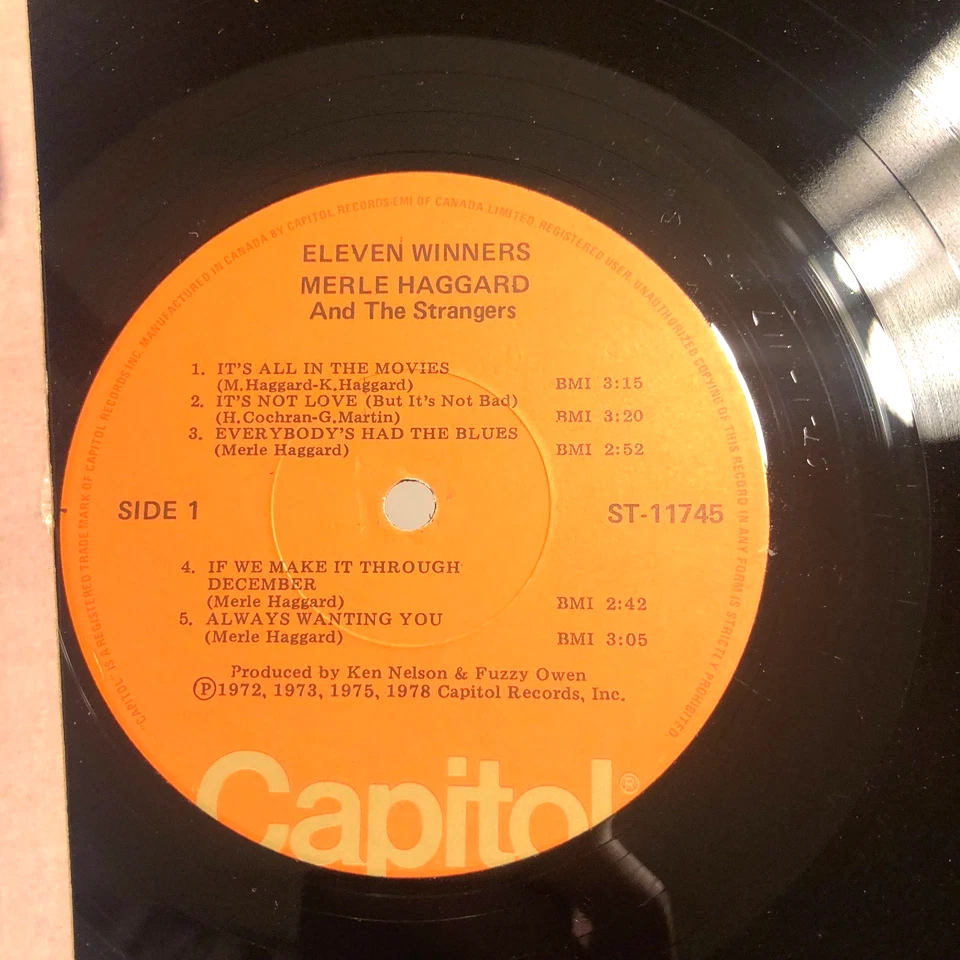 ELEVEN WINNERS
MERLE HAGGARD
And The Strangers
1. IT'S ALL IN THE MOVIES
(M.Haggard-K.Haggard) BMI 3:15
2. IT'S NOT LOVE (But It's Not Bad)
(H.Cochran-G.Martin) BMI 3:20
3. EVERYBODY'S HAD THE BLUES
(Merle Haggard) BMI 2:52
SIDE 1 ST-11745
4. IF WE MAKE IT THROUGH
DECEMBER
(Merle Haggard) BMI 2:42
5. ALWAYS WANTING YOU
(Merle Haggard) BMI 3:05
Produced by Ken Nelson & Fuzzy Owen
Ⓟ1972, 1973, 1975, 1978 Capitol Records, Inc.
Capitol®
"CAPITOL" IS A REGISTERED TRADE MARK OF CAPITOL RECORDS INC. MANUFACTURED IN CANADA BY CAPITOL RECORDS-EMI OF CANADA LIMITED. REGISTERED USER. UNAUTHORIZED COPYING OF THIS RECORD IN ANY FORM IS STRICTLY PROHIBITED.